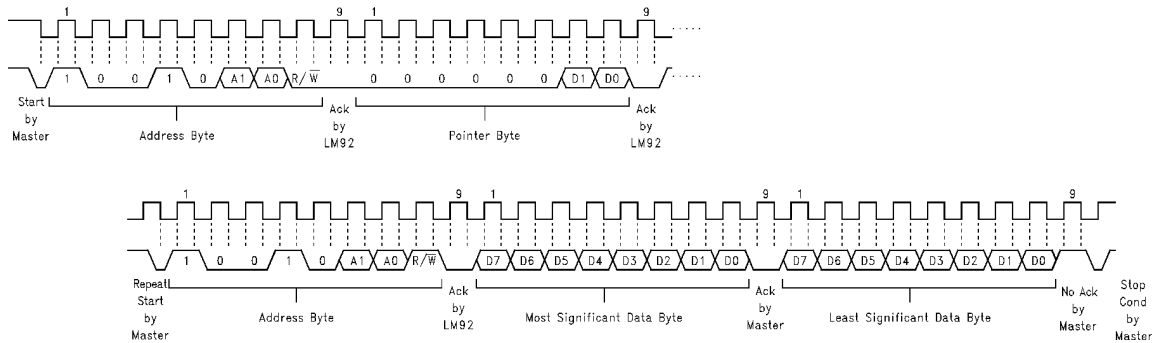 1 9 1 9
1 0 0 1 0 A1 A0 R/W̅ 0 0 0 0 0 0 D1 D0
Start by Master
Address Byte
Ack by LM92
Pointer Byte
Ack by LM92
1 9 1 9 1 9
1 0 0 1 0 A1 A0 R/W̅ D7 D6 D5 D4 D3 D2 D1 D0 D7 D6 D5 D4 D3 D2 D1 D0
Repeat Start by Master
Address Byte
Ack by LM92
Most Significant Data Byte
Ack by Master
Least Significant Data Byte
No Ack by Master
Stop Cond by Master